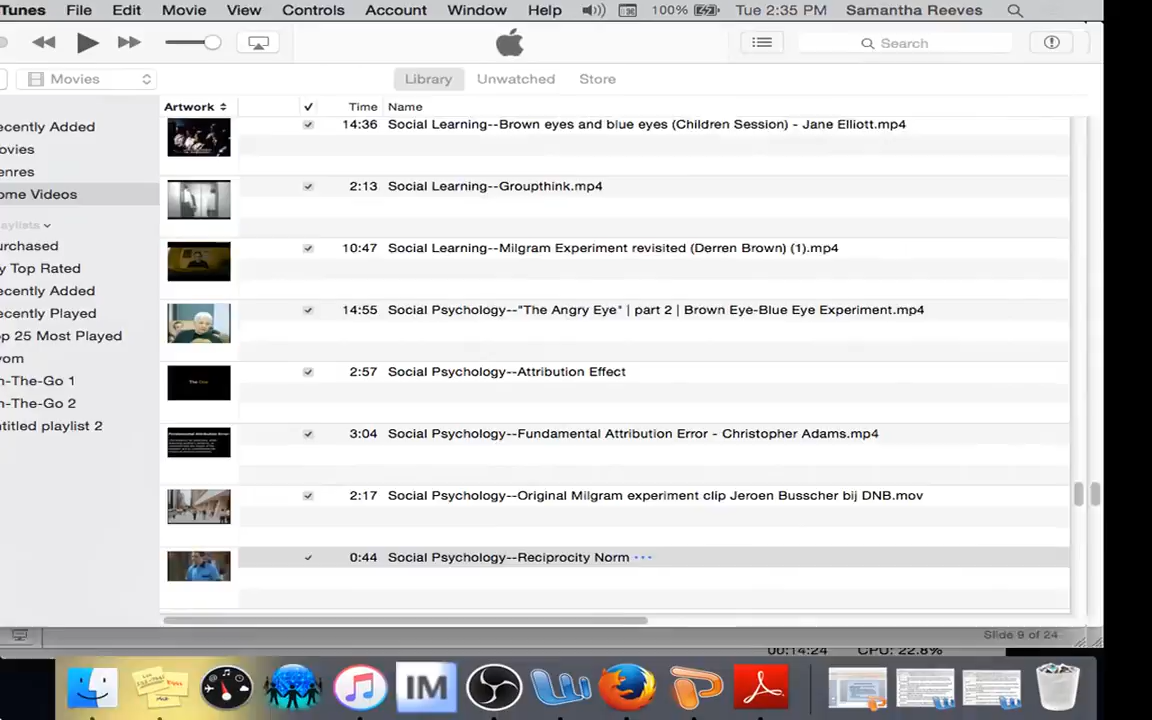 Tunes File Edit Movie View Controls Account Window Help 100% Tue 2:35 PM Samantha Reeves
Search
Movies Library Unwatched Store
Artwork ✓ Time Name
ecently Added
ovies
enres
ome Videos
aylists
urchased
y Top Rated
ecently Added
ecently Played
op 25 Most Played
yom
n-The-Go 1
n-The-Go 2
ntitled playlist 2
14:36 Social Learning--Brown eyes and blue eyes (Children Session) - Jane Elliott.mp4
2:13 Social Learning--Groupthink.mp4
10:47 Social Learning--Milgram Experiment revisited (Derren Brown) (1).mp4
14:55 Social Psychology--"The Angry Eye" | part 2 | Brown Eye-Blue Eye Experiment.mp4
2:57 Social Psychology--Attribution Effect
3:04 Social Psychology--Fundamental Attribution Error - Christopher Adams.mp4
2:17 Social Psychology--Original Milgram experiment clip Jeroen Busscher bij DNB.mov
0:44 Social Psychology--Reciprocity Norm ···
Slide 9 of 24
00:14:24 CPU: 22.8%
IM